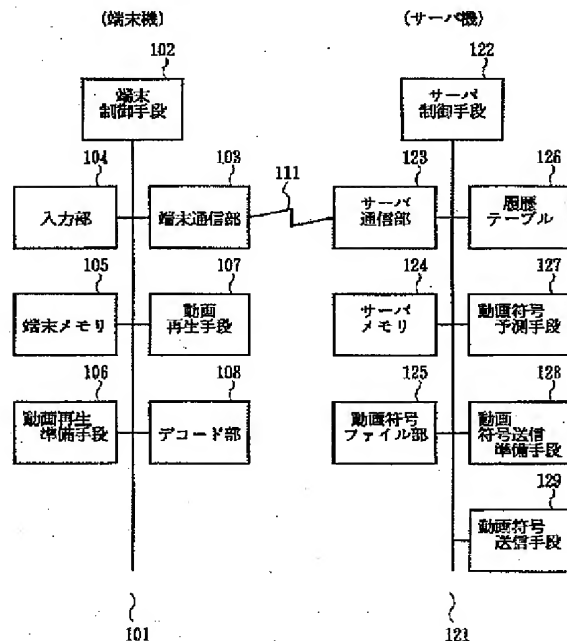 (端末機)
(サーバ機)
102
122
端末
制御手段
サーバ
制御手段
104
103
111
123
126
入力部
端末通信部
サーバ
通信部
履歴
テーブル
105
107
124
127
端末メモリ
動画
再生手段
サーバ
メモリ
動画符号
予測手段
106
108
125
128
動画再生
準備手段
デコード部
動画符号
ファイル部
動画
符号送信
準備手段
129
動画符号
送信手段
101
121